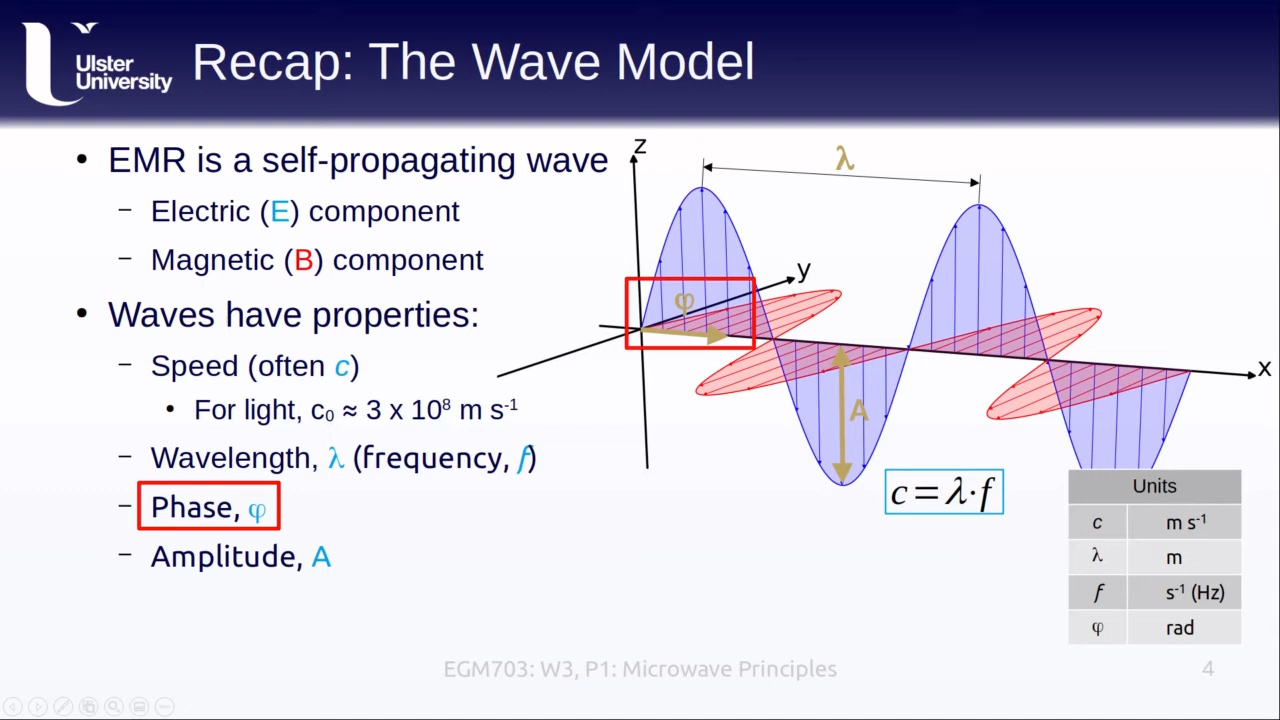 Ulster
University
Recap: The Wave Model
• EMR is a self-propagating wave
– Electric (E) component
– Magnetic (B) component
• Waves have properties:
– Speed (often c)
• For light, c₀ ≈ 3 x 10⁸ m s⁻¹
– Wavelength, λ (frequency, f)
– Phase, φ
– Amplitude, A
z
λ
y
φ
x
A
c=λ·f
Units
c m s⁻¹
λ m
f s⁻¹ (Hz)
φ rad
EGM703: W3, P1: Microwave Principles
4